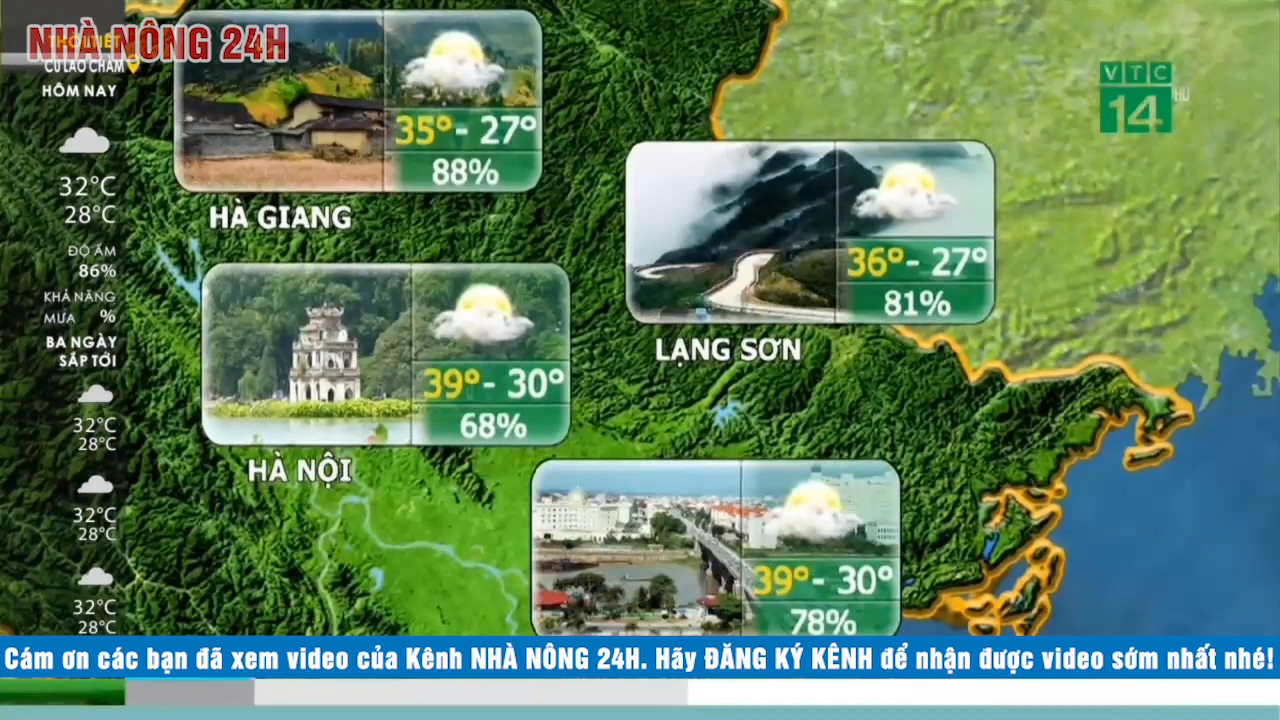 NHÀ NÔNG 24H
THỜI TIẾT
CÙ LAO CHÀM
HÔM NAY
32°C
28°C
ĐỘ ẨM
86%
KHẢ NĂNG
MƯA %
BA NGÀY
SẮP TỚI
32°C
28°C
32°C
28°C
32°C
28°C
35°- 27°
88%
HÀ GIANG
VTC
14
HD
36°- 27°
81%
LẠNG SƠN
39°- 30°
68%
HÀ NỘI
39°- 30°
78%
Cám ơn các bạn đã xem video của Kênh NHÀ NÔNG 24H. Hãy ĐĂNG KÝ KÊNH để nhận được video sớm nhất nhé!